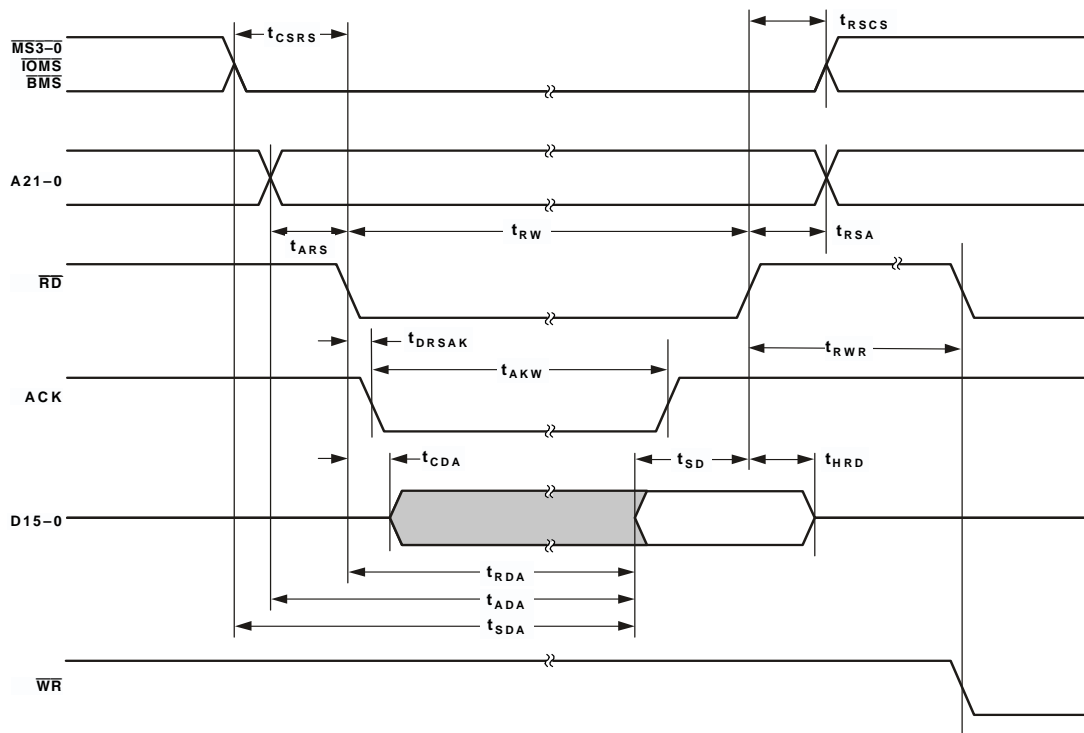 tCSRS
tRSCS
MS3–0
IOMS
BMS
A21–0
tARS
tRW
tRSA
RD
tDRSAK
tAKW
tRWR
ACK
tCDA
tSD
tHRD
D15–0
tRDA
tADA
tSDA
WR